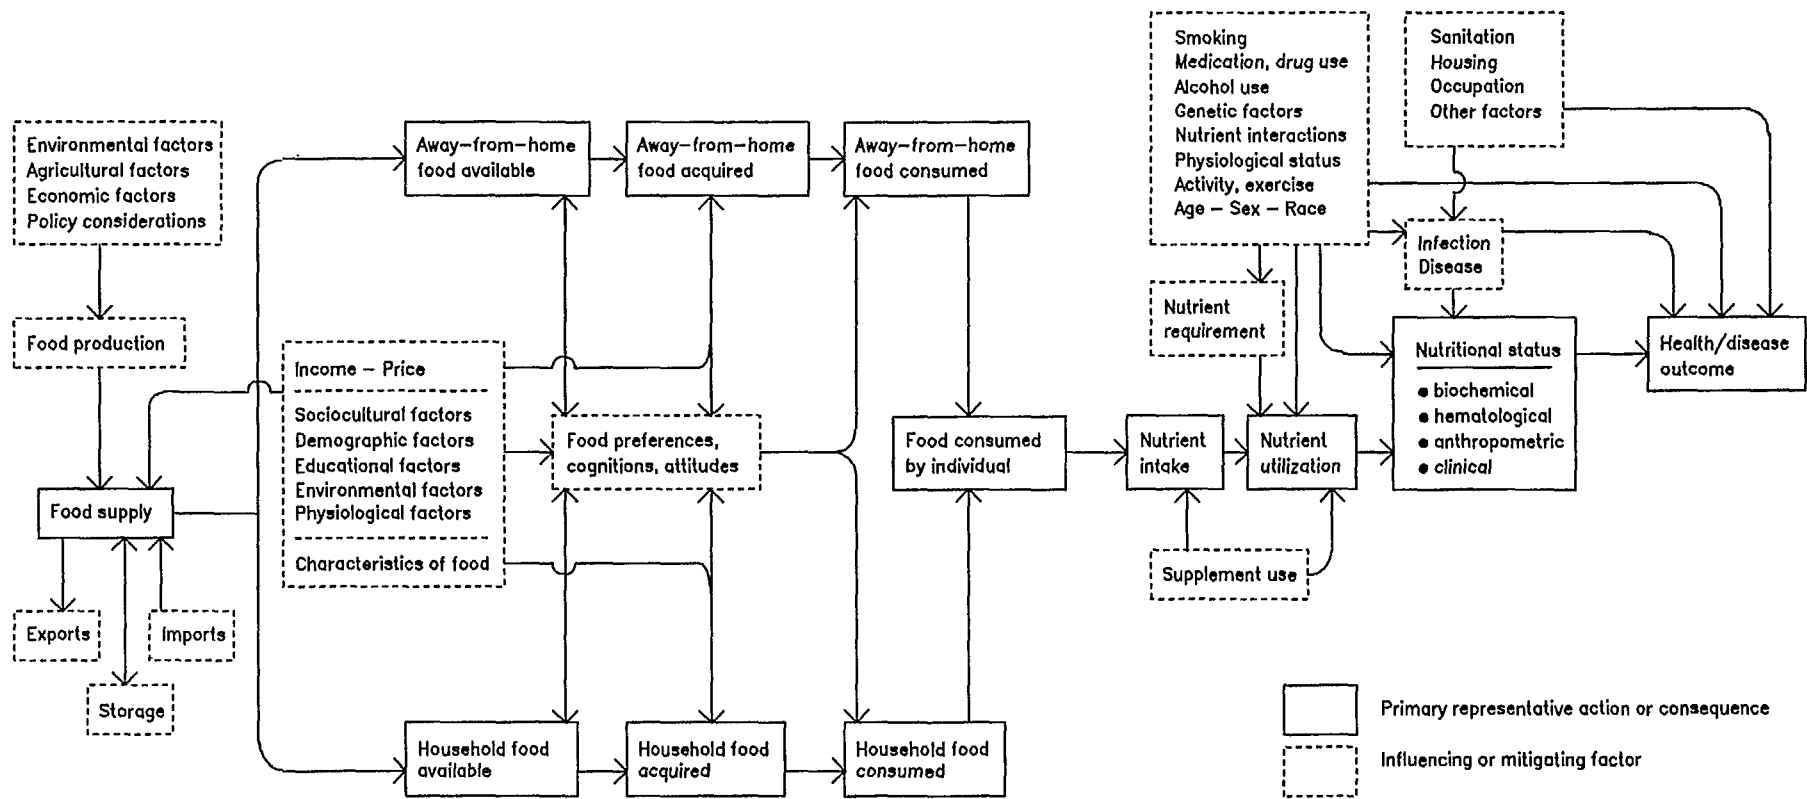 Environmental factors
Agricultural factors
Economic factors
Policy considerations
Food production
Food supply
Exports
Imports
Storage
Income – Price
Sociocultural factors
Demographic factors
Educational factors
Environmental factors
Physiological factors
Characteristics of food
Away–from–home
food available
Away–from–home
food acquired
Away–from–home
food consumed
Food preferences,
cognitions, attitudes
Household food
available
Household food
acquired
Household food
consumed
Food consumed
by individual
Smoking
Medication, drug use
Alcohol use
Genetic factors
Nutrient interactions
Physiological status
Activity, exercise
Age – Sex – Race
Sanitation
Housing
Occupation
Other factors
Infection
Disease
Nutrient
requirement
Nutrient
intake
Nutrient
utilization
Supplement use
Nutritional status
● biochemical
● hematological
● anthropometric
● clinical
Health/disease
outcome
Primary representative action or consequence
Influencing or mitigating factor